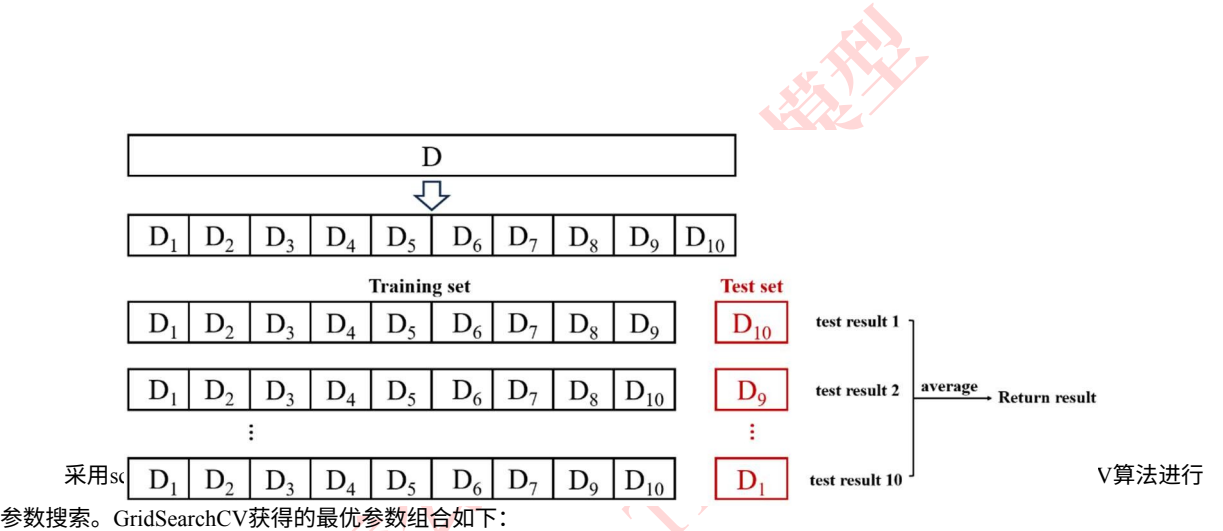 模型
D
D₁ D₂ D₃ D₄ D₅ D₆ D₇ D₈ D₉ D₁₀
Training set Test set
D₁ D₂ D₃ D₄ D₅ D₆ D₇ D₈ D₉ D₁₀ test result 1
D₁ D₂ D₃ D₄ D₅ D₆ D₇ D₈ D₁₀ D₉ test result 2 average Return result
⋮ ⋮
D₁ D₂ D₃ D₄ D₅ D₆ D₇ D₉ D₁₀ D₁ test result 10
采用sc V算法进行
参数搜索。GridSearchCV获得的最优参数组合如下：